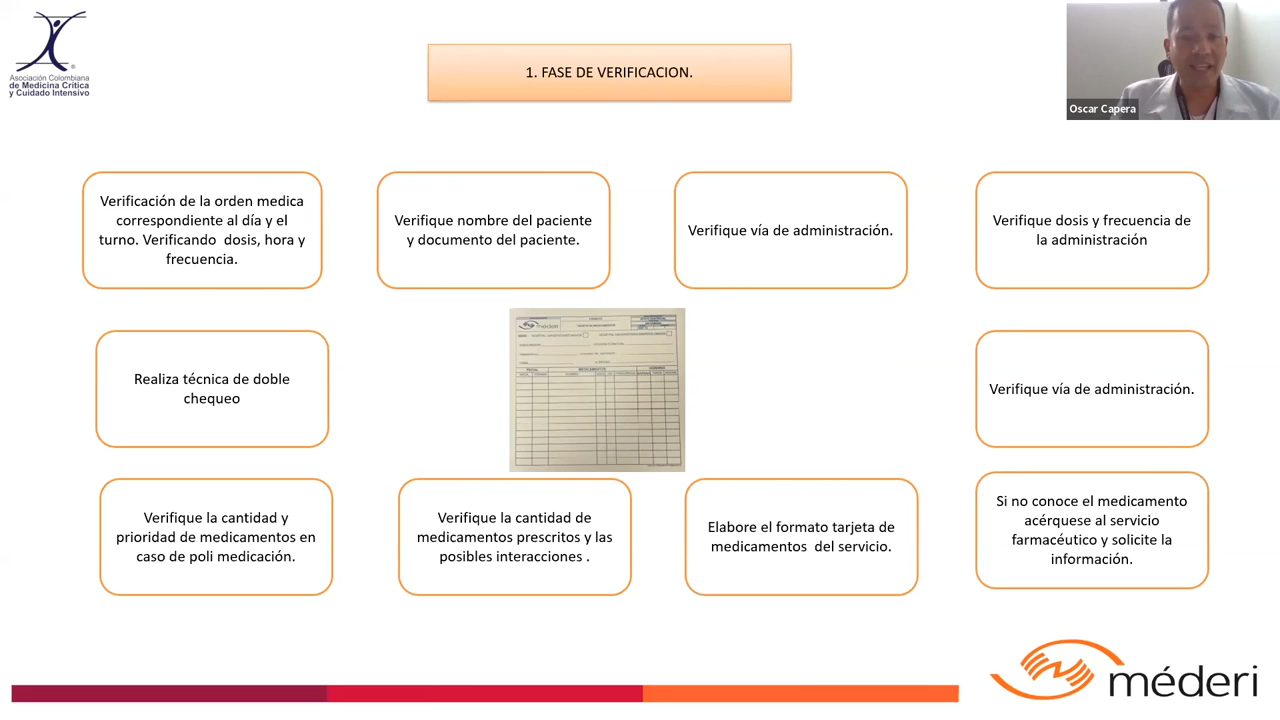 Asociación Colombiana
de Medicina Crítica
y Cuidado Intensivo
1. FASE DE VERIFICACION.
Oscar Capera
Verificación de la orden medica
correspondiente al día y el
turno. Verificando dosis, hora y
frecuencia.
Verifique nombre del paciente
y documento del paciente.
Verifique vía de administración.
Verifique dosis y frecuencia de
la administración
Realiza técnica de doble
chequeo
méderi
Verifique vía de administración.
Verifique la cantidad y
prioridad de medicamentos en
caso de poli medicación.
Verifique la cantidad de
medicamentos prescritos y las
posibles interacciones .
Elabore el formato tarjeta de
medicamentos del servicio.
Si no conoce el medicamento
acérquese al servicio
farmacéutico y solicite la
información.
méderi